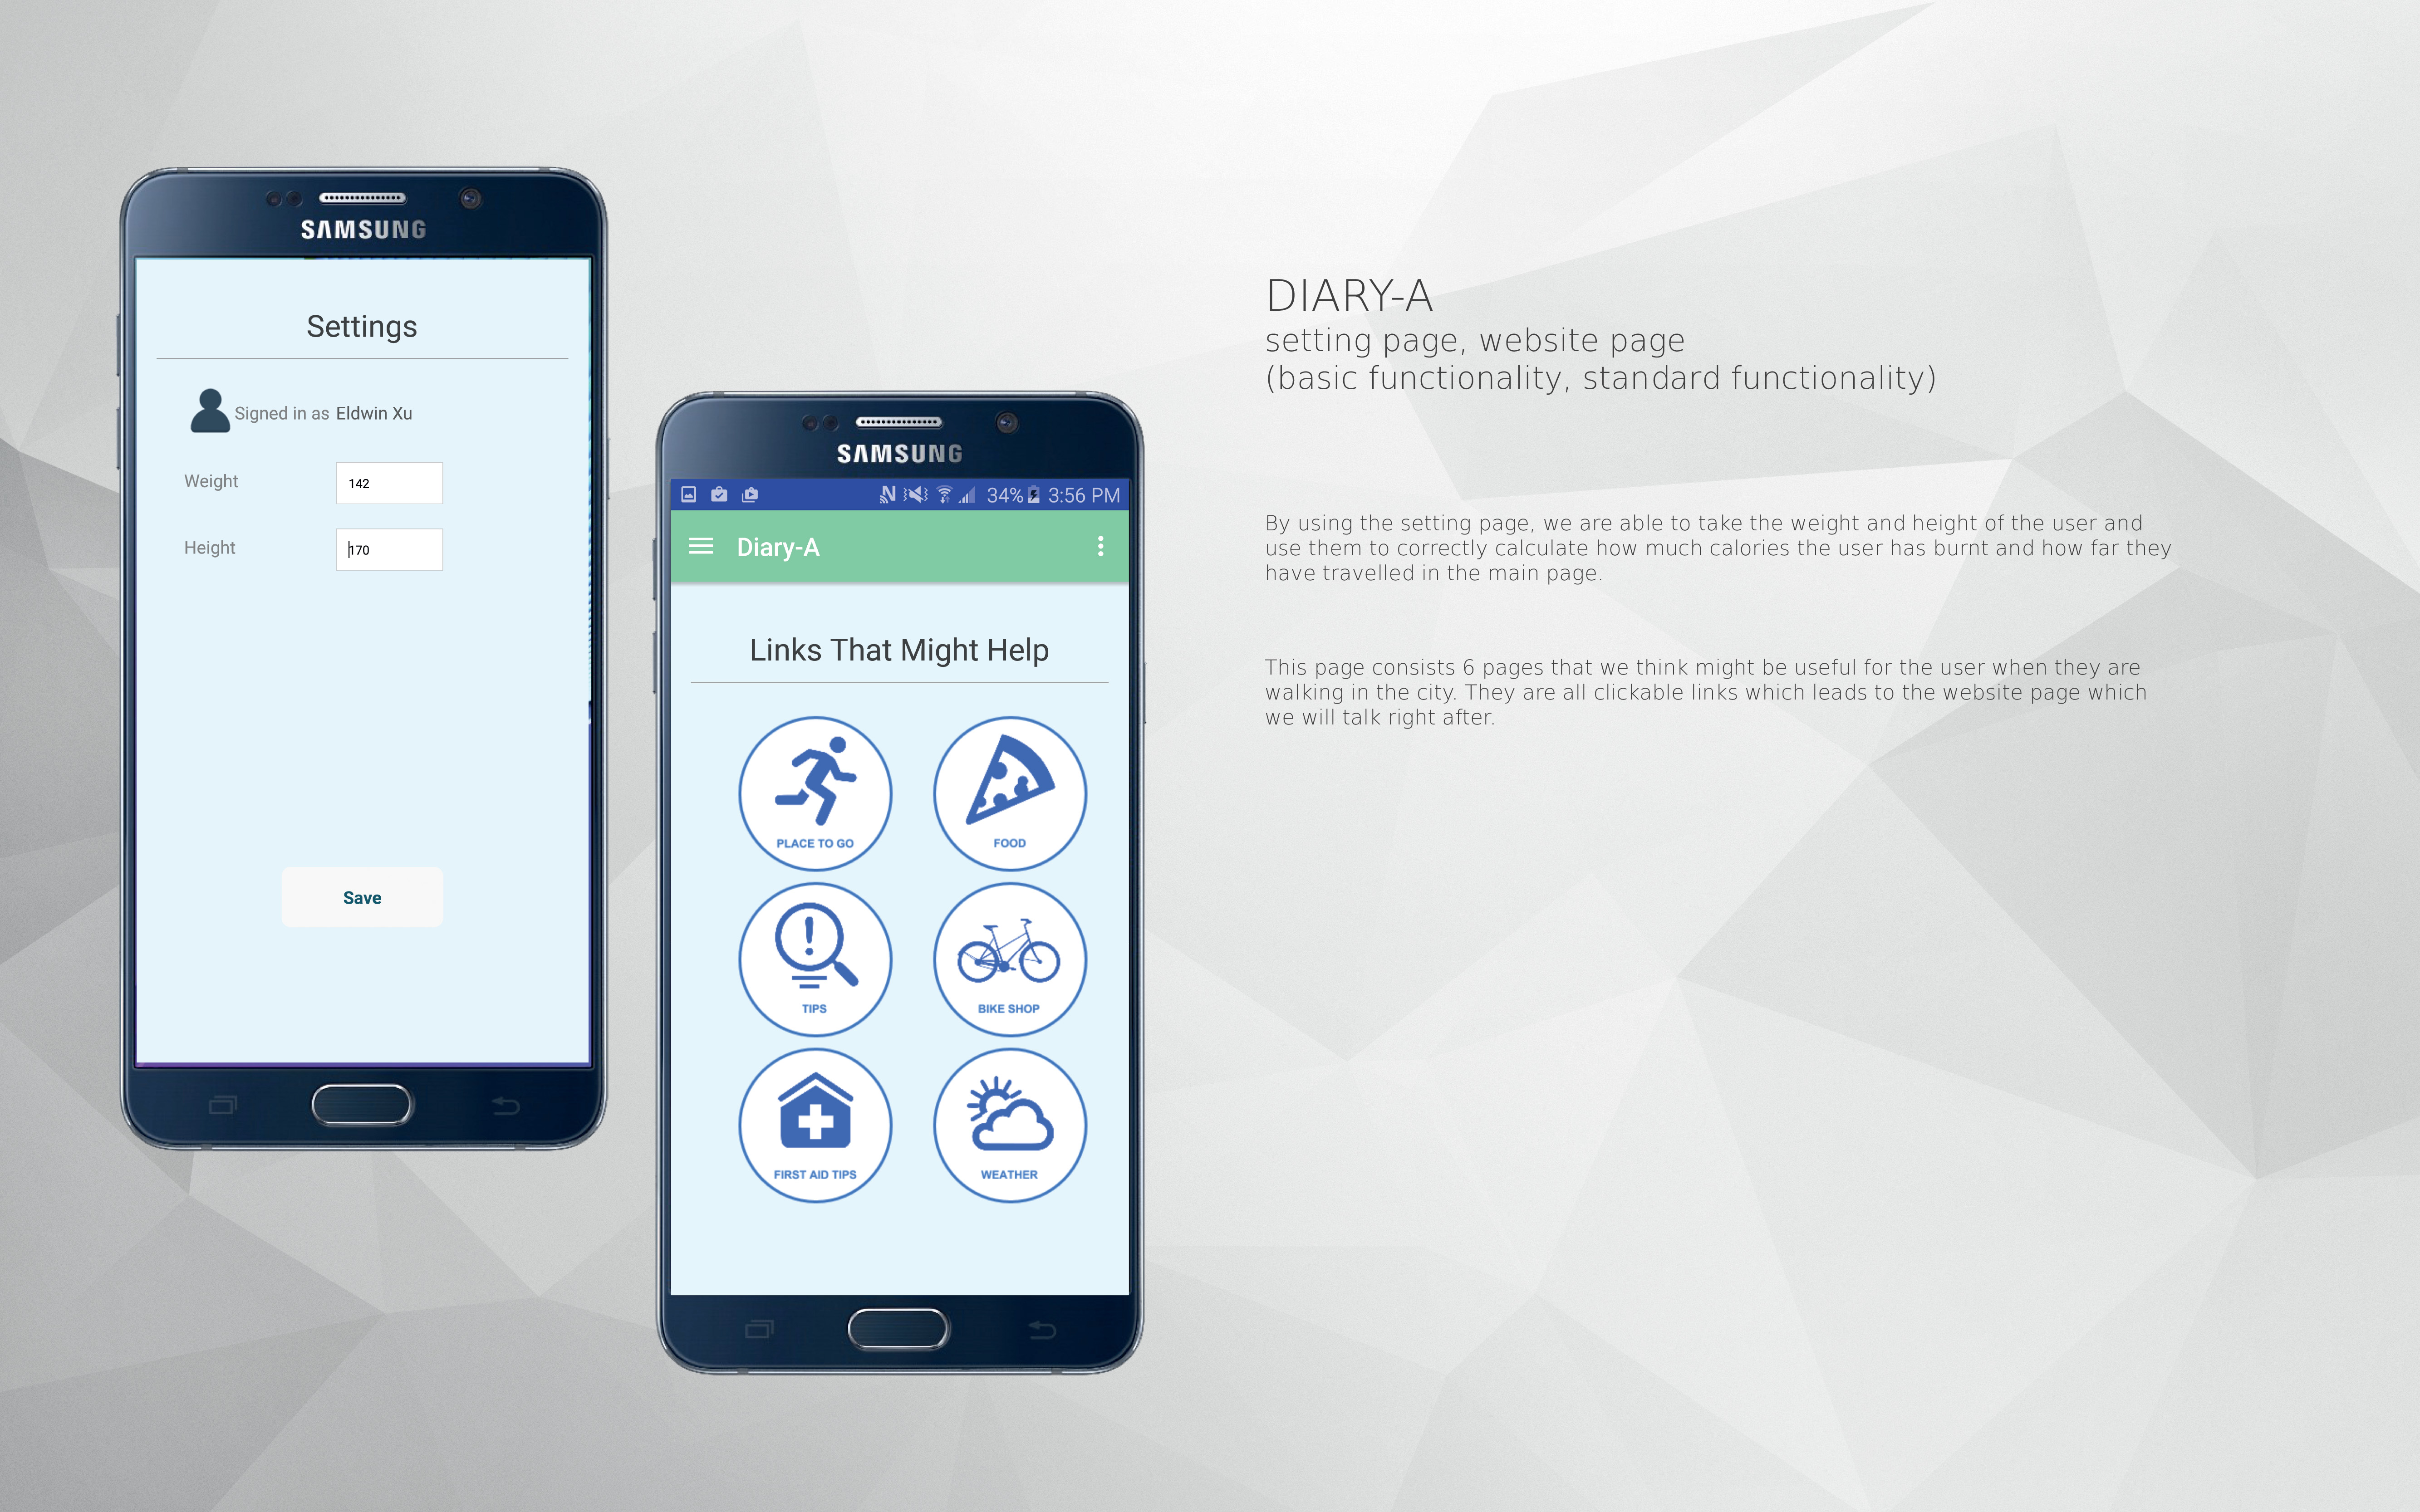 SAMSUNG
Settings
Signed in as Eldwin Xu
Weight 142
Height 170
Save
SAMSUNG
34% 3:56 PM
Diary-A
Links That Might Help
PLACE TO GO
FOOD
TIPS
BIKE SHOP
FIRST AID TIPS
WEATHER
DIARY-A
setting page, website page
(basic functionality, standard functionality)
By using the setting page, we are able to take the weight and height of the user and
use them to correctly calculate how much calories the user has burnt and how far they
have travelled in the main page.
This page consists 6 pages that we think might be useful for the user when they are
walking in the city. They are all clickable links which leads to the website page which
we will talk right after.